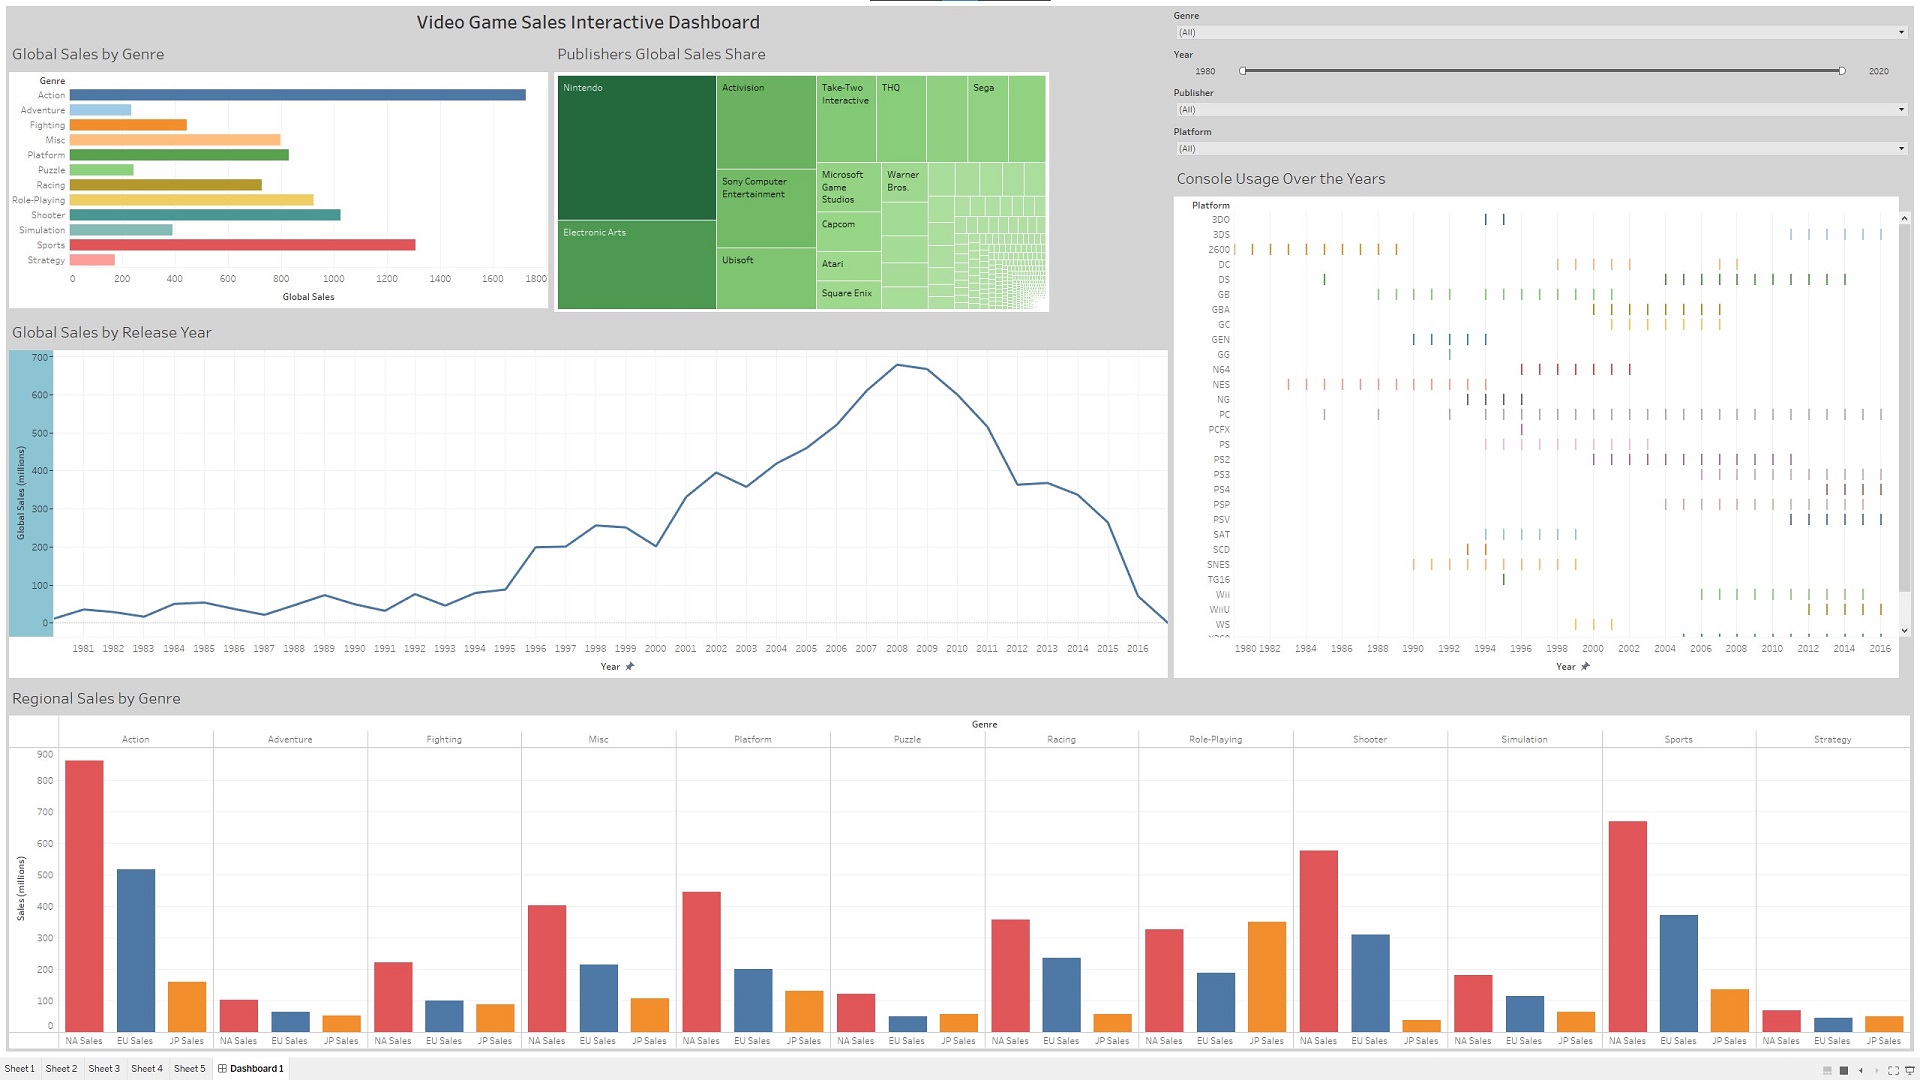 Video Game Sales Interactive Dashboard
Global Sales by Genre
Genre
Action
Adventure
Fighting
Misc
Platform
Puzzle
Racing
Role-Playing
Shooter
Simulation
Sports
Strategy
0 200 400 600 800 1000 1200 1400 1600 1800
Global Sales
Publishers Global Sales Share
Nintendo
Electronic Arts
Activision
Sony Computer
Entertainment
Ubisoft
Take-Two
Interactive
THQ
Sega
Microsoft
Game
Studios
Warner
Bros.
Capcom
Atari
Square Enix
Genre
(All)
Year
1980 2020
Publisher
(All)
Platform
(All)
Global Sales by Release Year
Global Sales (millions)
700
600
500
400
300
200
100
0
1981 1982 1983 1984 1985 1986 1987 1988 1989 1990 1991 1992 1993 1994 1995 1996 1997 1998 1999 2000 2001 2002 2003 2004 2005 2006 2007 2008 2009 2010 2011 2012 2013 2014 2015 2016
Year
Console Usage Over the Years
Platform
3DO
3DS
2600
DC
DS
GB
GBA
GC
GEN
GG
N64
NES
NG
PC
PCFX
PS
PS2
PS3
PS4
PSP
PSV
SAT
SCD
SNES
TG16
Wii
WiiU
WS
1980 1982 1984 1986 1988 1990 1992 1994 1996 1998 2000 2002 2004 2006 2008 2010 2012 2014 2016
Year
Regional Sales by Genre
Genre
Action Adventure Fighting Misc Platform Puzzle Racing Role-Playing Shooter Simulation Sports Strategy
Sales (millions)
900
800
700
600
500
400
300
200
100
0
NA Sales EU Sales JP Sales NA Sales EU Sales JP Sales NA Sales EU Sales JP Sales NA Sales EU Sales JP Sales NA Sales EU Sales JP Sales NA Sales EU Sales JP Sales NA Sales EU Sales JP Sales NA Sales EU Sales JP Sales NA Sales EU Sales JP Sales NA Sales EU Sales JP Sales NA Sales EU Sales JP Sales NA Sales EU Sales JP Sales
Sheet 1 Sheet 2 Sheet 3 Sheet 4 Sheet 5 Dashboard 1